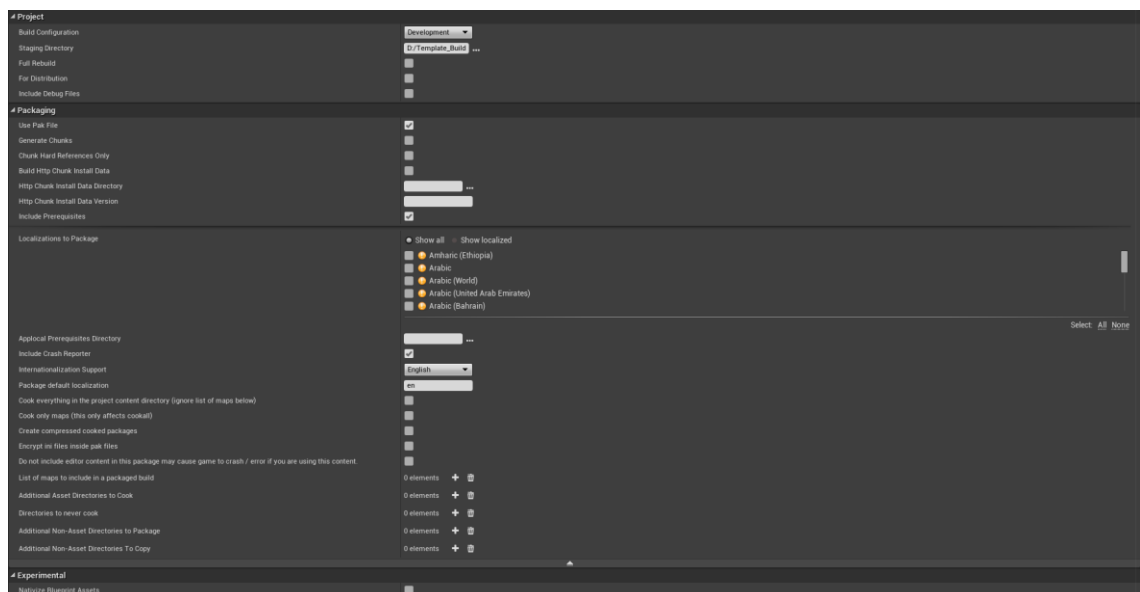 Project
Build Configuration Development
Staging Directory D:/Template_Build ...
Full Rebuild
For Distribution
Include Debug Files
Packaging
Use Pak File
Generate Chunks
Chunk Hard References Only
Build Http Chunk Install Data
Http Chunk Install Data Directory ...
Http Chunk Install Data Version
Include Prerequisites
Localizations to Package Show all Show localized
Amharic (Ethiopia)
Arabic
Arabic (World)
Arabic (United Arab Emirates)
Arabic (Bahrain)
Select: All None
Applocal Prerequisites Directory ...
Include Crash Reporter
Internationalization Support English
Package default localization en
Cook everything in the project content directory (ignore list of maps below)
Cook only maps (this only affects cookall)
Create compressed cooked packages
Encrypt ini files inside pak files
Do not include editor content in this package may cause game to crash / error if you are using this content.
List of maps to include in a packaged build 0 elements
Additional Asset Directories to Cook 0 elements
Directories to never cook 0 elements
Additional Non-Asset Directories to Package 0 elements
Additional Non-Asset Directories To Copy 0 elements
Experimental
Nativize Blueprint Assets